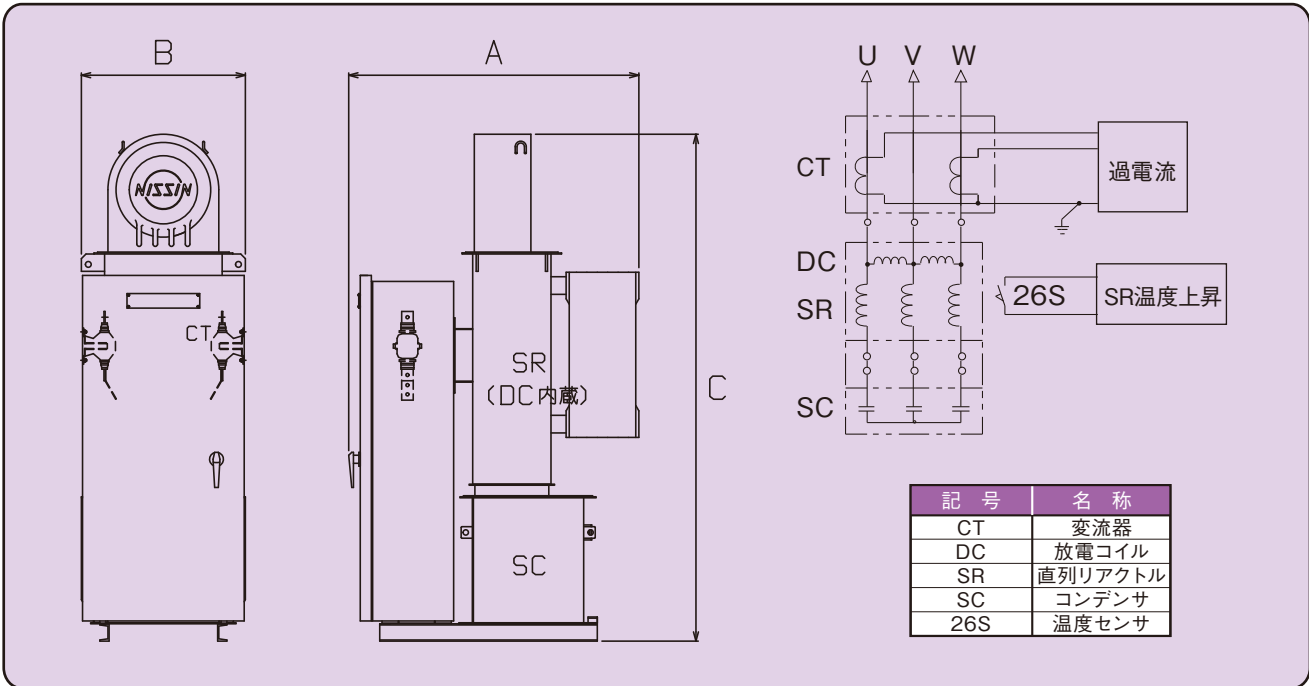 B
A
C
NISSIN
CT
SR
(DC内蔵)
SC
U V W
CT
過電流
DC
SR
26S
SR温度上昇
SC
記号 名称
CT 変流器
DC 放電コイル
SR 直列リアクトル
SC コンデンサ
26S 温度センサ